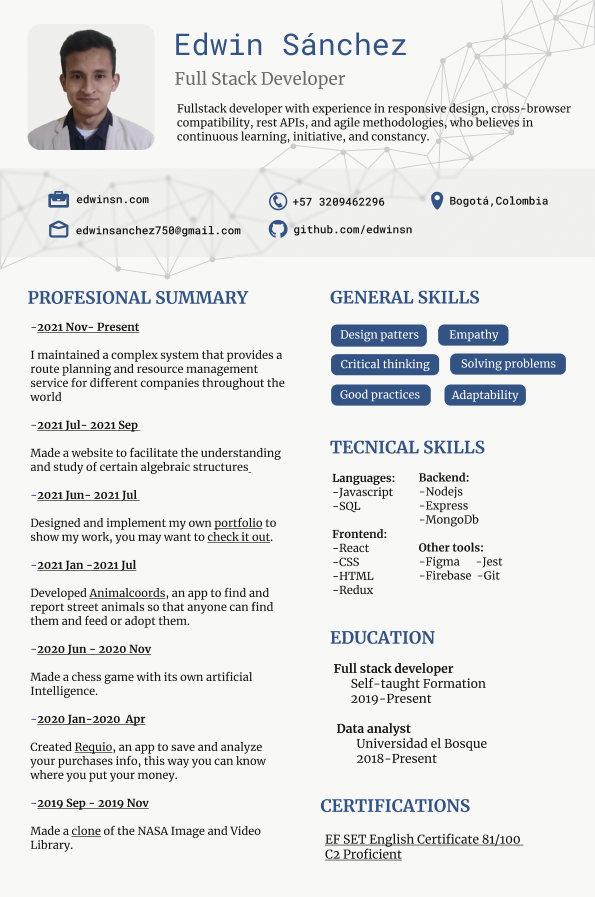 Edwin Sánchez
Full Stack Developer
Fullstack developer with experience in responsive design, cross-browser
compatibility, rest APIs, and agile methodologies, who believes in
continuous learning, initiative, and constancy.
edwinsn.com
+57 3209462296
Bogotá,Colombia
edwinsanchez750@gmail.com
github.com/edwinsn
PROFESIONAL SUMMARY
-2021 Nov- Present
I maintained a complex system that provides a
route planning and resource management
service for different companies throughout the
world
-2021 Jul- 2021 Sep
Made a website to facilitate the understanding
and study of certain algebraic structures
-2021 Jun- 2021 Jul
Designed and implement my own portfolio to
show my work, you may want to check it out.
-2021 Jan -2021 Jul
Developed Animalcoords, an app to find and
report street animals so that anyone can find
them and feed or adopt them.
-2020 Jun - 2020 Nov
Made a chess game with its own artificial
Intelligence.
-2020 Jan-2020 Apr
Created Requio, an app to save and analyze
your purchases info, this way you can know
where you put your money.
-2019 Sep - 2019 Nov
Made a clone of the NASA Image and Video
Library.
GENERAL SKILLS
Design patters
Empathy
Critical thinking
Solving problems
Good practices
Adaptability
TECNICAL SKILLS
Languages:
-Javascript
-SQL
Frontend:
-React
-CSS
-HTML
-Redux
Backend:
-Nodejs
-Express
-MongoDb
Other tools:
-Figma -Jest
-Firebase -Git
EDUCATION
Full stack developer
Self-taught Formation
2019-Present
Data analyst
Universidad el Bosque
2018-Present
CERTIFICATIONS
EF SET English Certificate 81/100
C2 Proficient